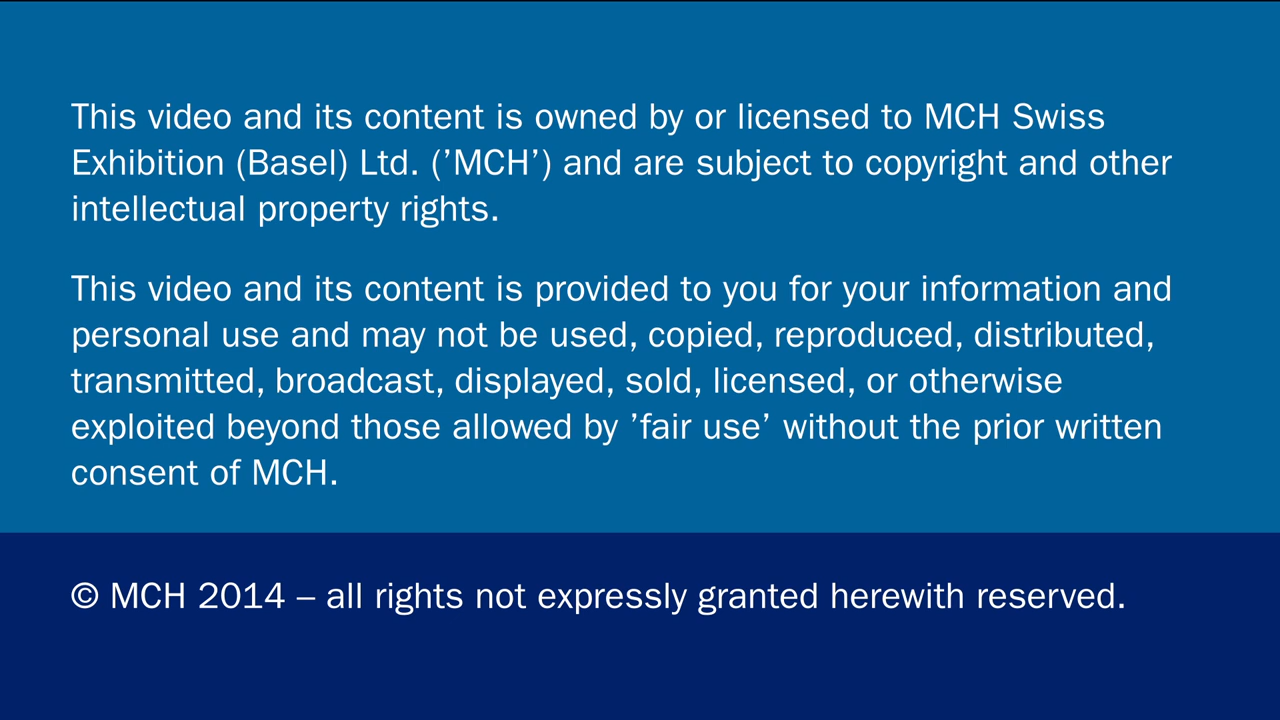 This video and its content is owned by or licensed to MCH Swiss
Exhibition (Basel) Ltd. (’MCH’) and are subject to copyright and other
intellectual property rights.
This video and its content is provided to you for your information and
personal use and may not be used, copied, reproduced, distributed,
transmitted, broadcast, displayed, sold, licensed, or otherwise
exploited beyond those allowed by ’fair use’ without the prior written
consent of MCH.
© MCH 2014 – all rights not expressly granted herewith reserved.